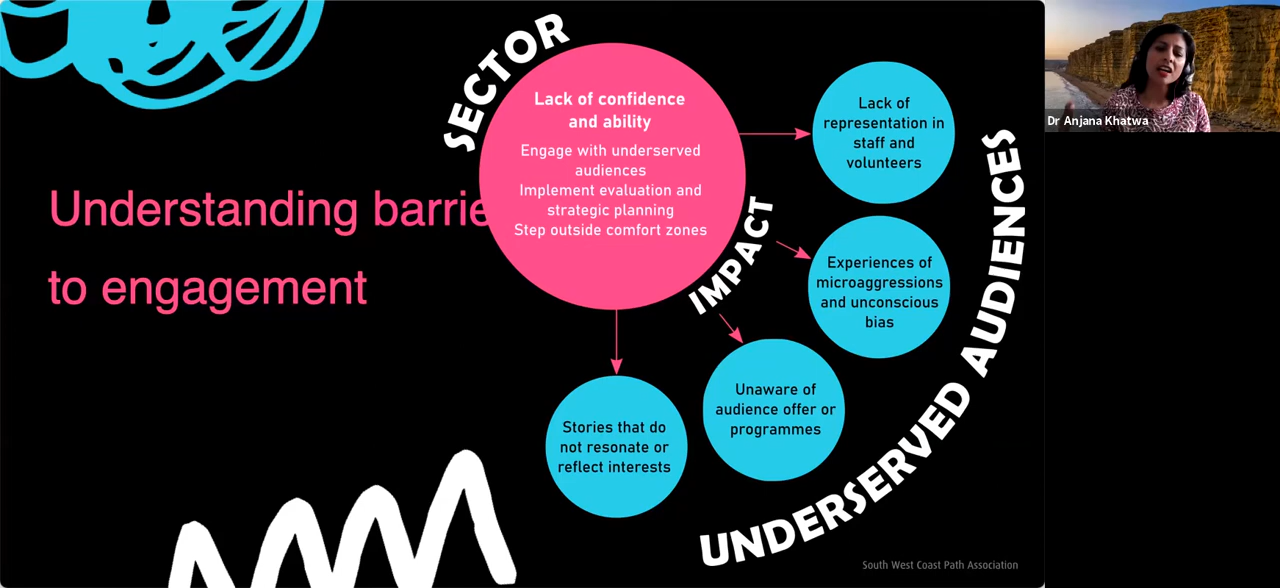 Understanding barrie
to engagement
SECTOR
Lack of confidence
and ability
Engage with underserved
audiences
Implement evaluation and
strategic planning
Step outside comfort zones
IMPACT
Lack of
representation in
staff and
volunteers
Experiences of
microaggressions
and unconscious
bias
Unaware of
audience offer or
programmes
Stories that do
not resonate or
reflect interests
UNDERSERVED AUDIENCES
South West Coast Path Association
Dr Anjana Khatwa